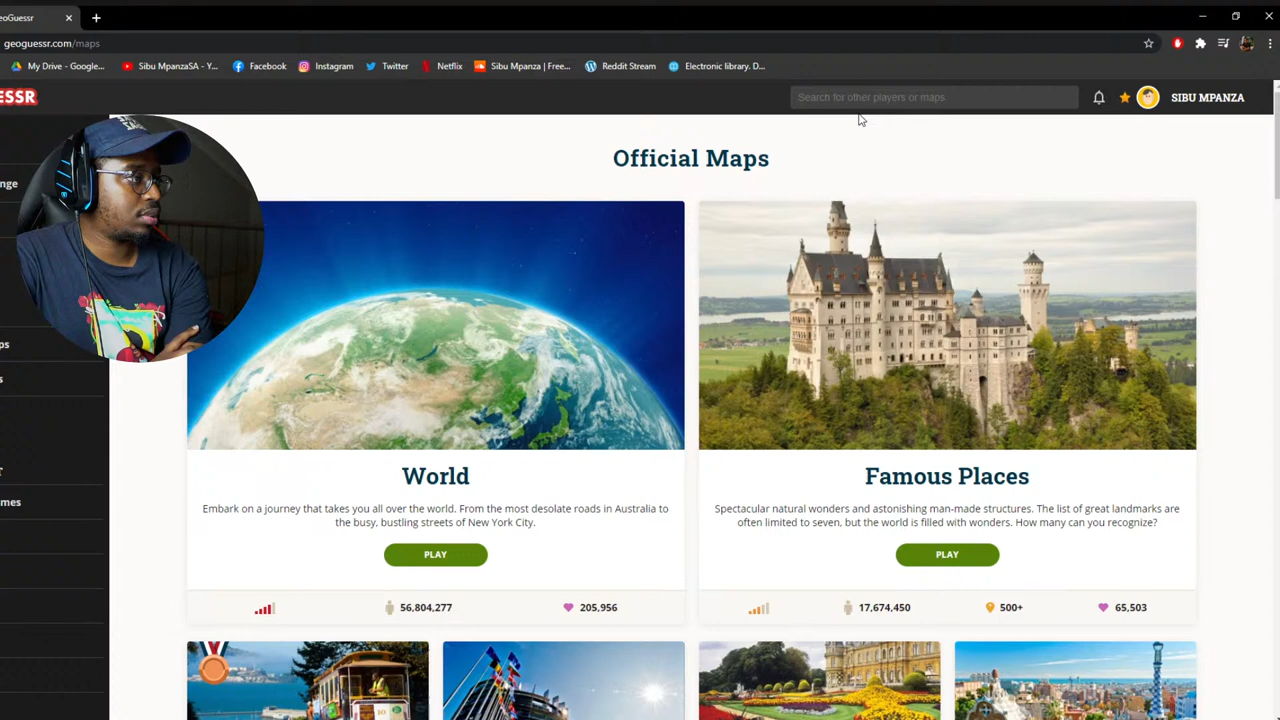 eoGuessr
geoguessr.com/maps
My Drive - Google...
Sibu MpanzaSA - Y...
Facebook
Instagram
Twitter
Netflix
Sibu Mpanza | Free...
Reddit Stream
Electronic library. D...
ESSR
Search for other players or maps
SIBU MPANZA
nge
ps
s
T
mes
Official Maps
World
Embark on a journey that takes you all over the world. From the most desolate roads in Australia to
the busy, bustling streets of New York City.
PLAY
56,804,277
205,956
Famous Places
Spectacular natural wonders and astonishing man-made structures. The list of great landmarks are
often limited to seven, but the world is filled with wonders. How many can you recognize?
PLAY
17,674,450
500+
65,503